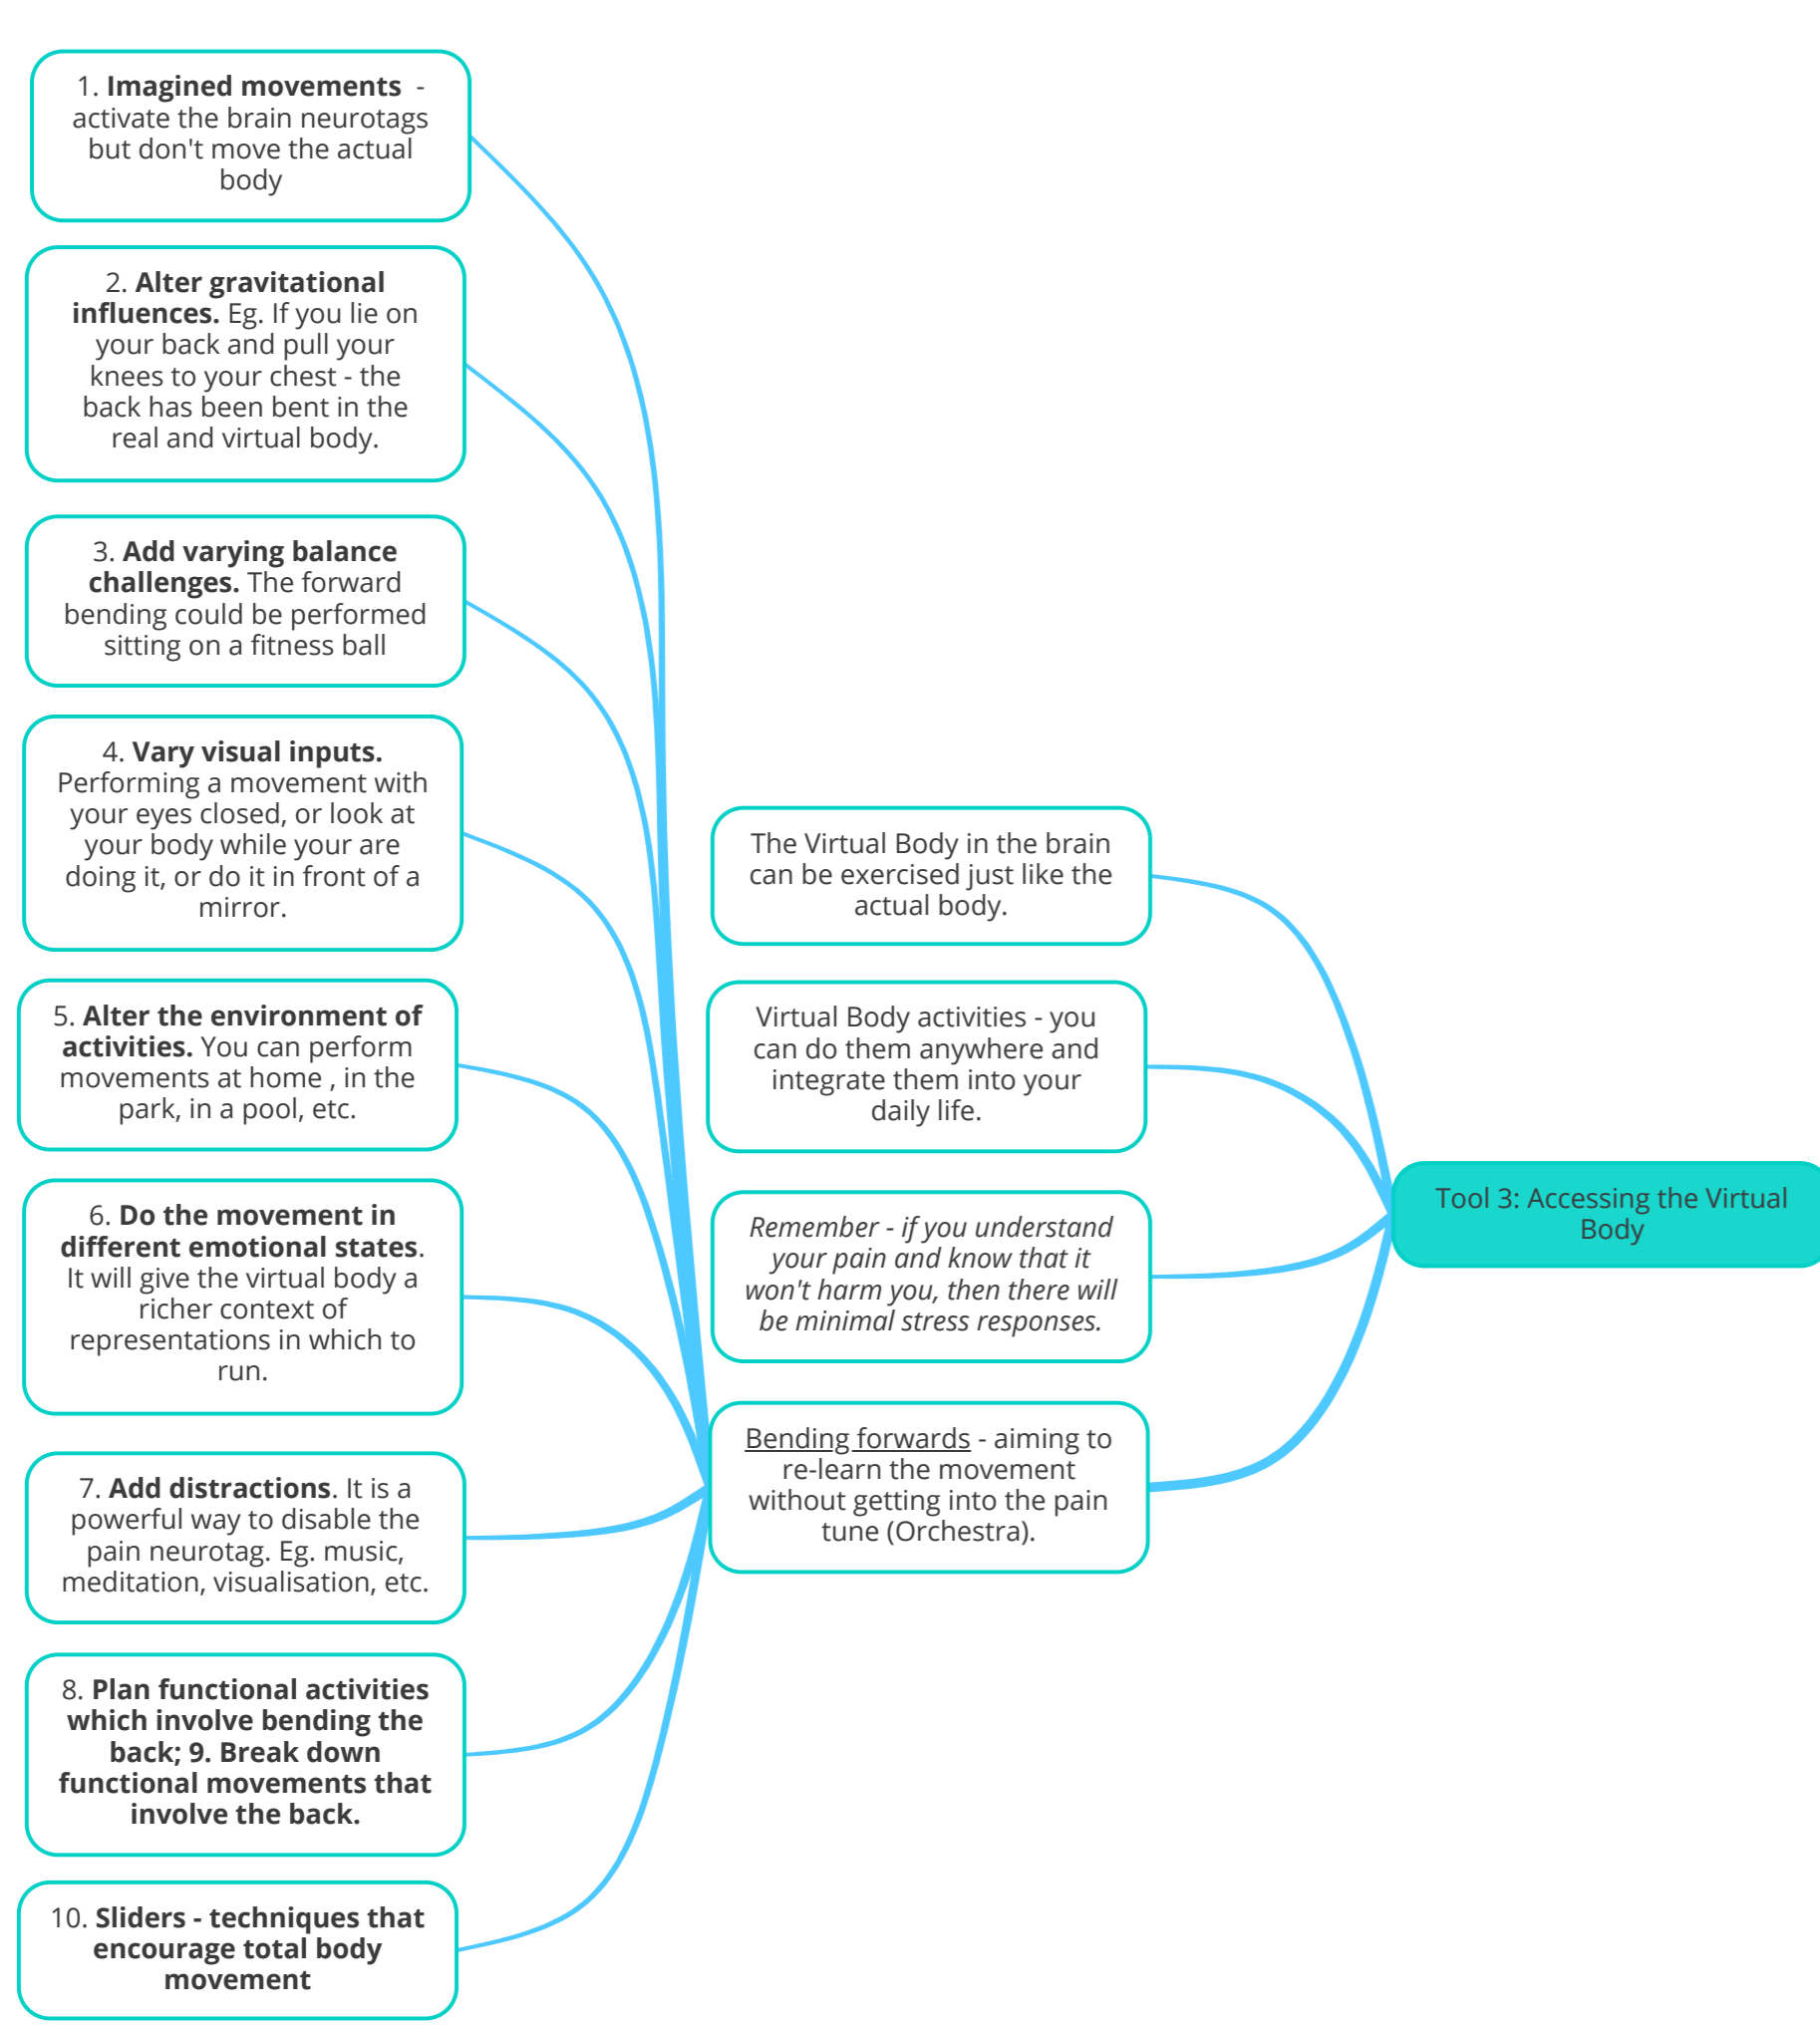 1. Imagined movements -
activate the brain neurotags
but don't move the actual
body
2. Alter gravitational
influences. Eg. If you lie on
your back and pull your
knees to your chest - the
back has been bent in the
real and virtual body.
3. Add varying balance
challenges. The forward
bending could be performed
sitting on a fitness ball
4. Vary visual inputs.
Performing a movement with
your eyes closed, or look at
your body while your are
doing it, or do it in front of a
mirror.
5. Alter the environment of
activities. You can perform
movements at home , in the
park, in a pool, etc.
6. Do the movement in
different emotional states.
It will give the virtual body a
richer context of
representations in which to
run.
7. Add distractions. It is a
powerful way to disable the
pain neurotag. Eg. music,
meditation, visualisation, etc.
8. Plan functional activities
which involve bending the
back; 9. Break down
functional movements that
involve the back.
10. Sliders - techniques that
encourage total body
movement
The Virtual Body in the brain
can be exercised just like the
actual body.
Virtual Body activities - you
can do them anywhere and
integrate them into your
daily life.
Remember - if you understand
your pain and know that it
won't harm you, then there will
be minimal stress responses.
Bending forwards - aiming to
re-learn the movement
without getting into the pain
tune (Orchestra).
Tool 3: Accessing the Virtual
Body